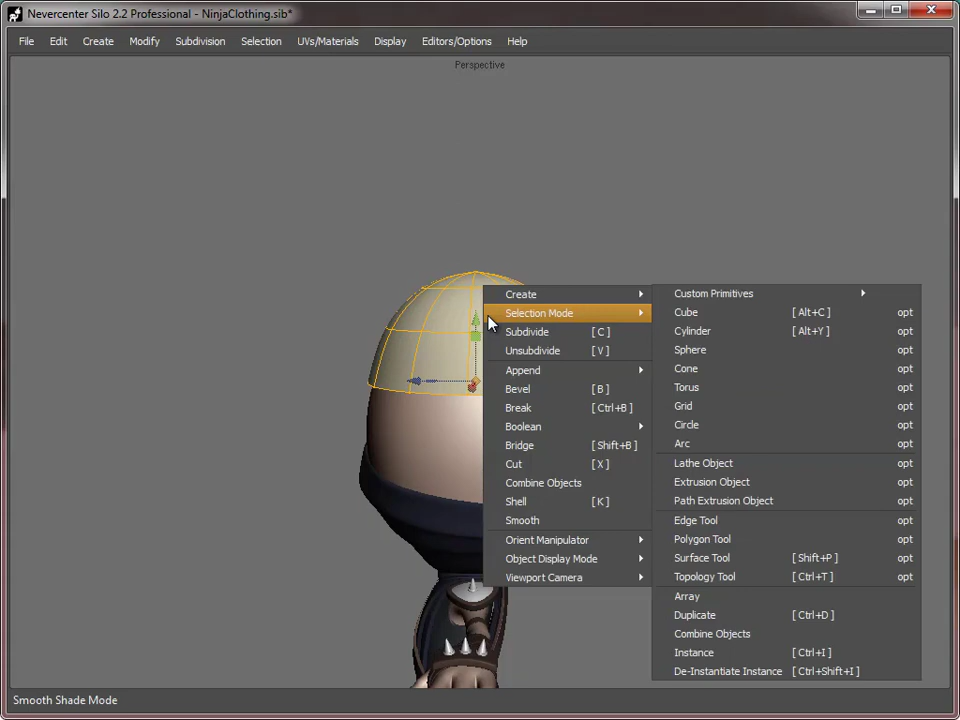 Nevercenter Silo 2.2 Professional - NinjaClothing.sib*
File Edit Create Modify Subdivision Selection UVs/Materials Display Editors/Options Help
Perspective
Create
Selection Mode
Subdivide [ C ]
Unsubdivide [ V ]
Append
Bevel [ B ]
Break [ Ctrl+B ]
Boolean
Bridge [ Shift+B ]
Cut [ X ]
Combine Objects
Shell [ K ]
Smooth
Orient Manipulator
Object Display Mode
Viewport Camera
Custom Primitives
Cube [ Alt+C ] opt
Cylinder [ Alt+Y ] opt
Sphere opt
Cone opt
Torus opt
Grid opt
Circle opt
Arc opt
Lathe Object opt
Extrusion Object opt
Path Extrusion Object opt
Edge Tool opt
Polygon Tool opt
Surface Tool [ Shift+P ] opt
Topology Tool [ Ctrl+T ] opt
Array
Duplicate [ Ctrl+D ]
Combine Objects
Instance [ Ctrl+I ]
De-Instantiate Instance [ Ctrl+Shift+I ]
Smooth Shade Mode